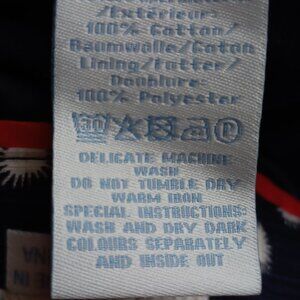 /Extérieur:
100% Cotton/
Baumwolle/Coton
Lining/Futter/
Doublure:
100% Polyester
30
P
DELICATE MACHINE
WASH
DO NOT TUMBLE DRY
WARM IRON
SPECIAL INSTRUCTIONS:
WASH AND DRY DARK
COLOURS SEPARATELY
AND INSIDE OUT